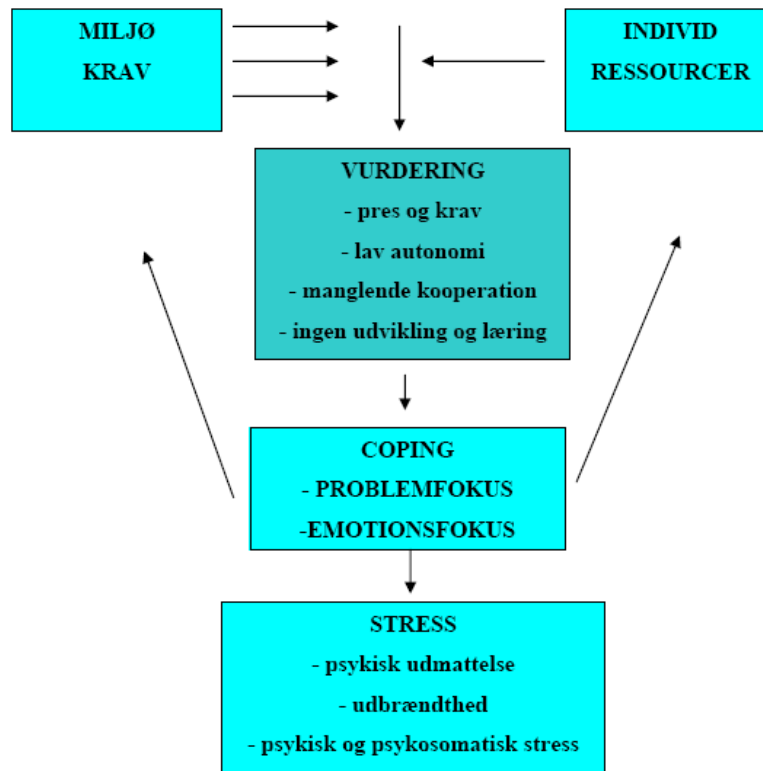 MILJØ
KRAV
INDIVID
RESSOURCER
VURDERING
- pres og krav
- lav autonomi
- manglende kooperation
- ingen udvikling og læring
COPING
- PROBLEMFOKUS
-EMOTIONSFOKUS
STRESS
- psykisk udmattelse
- udbrændthed
- psykisk og psykosomatisk stress